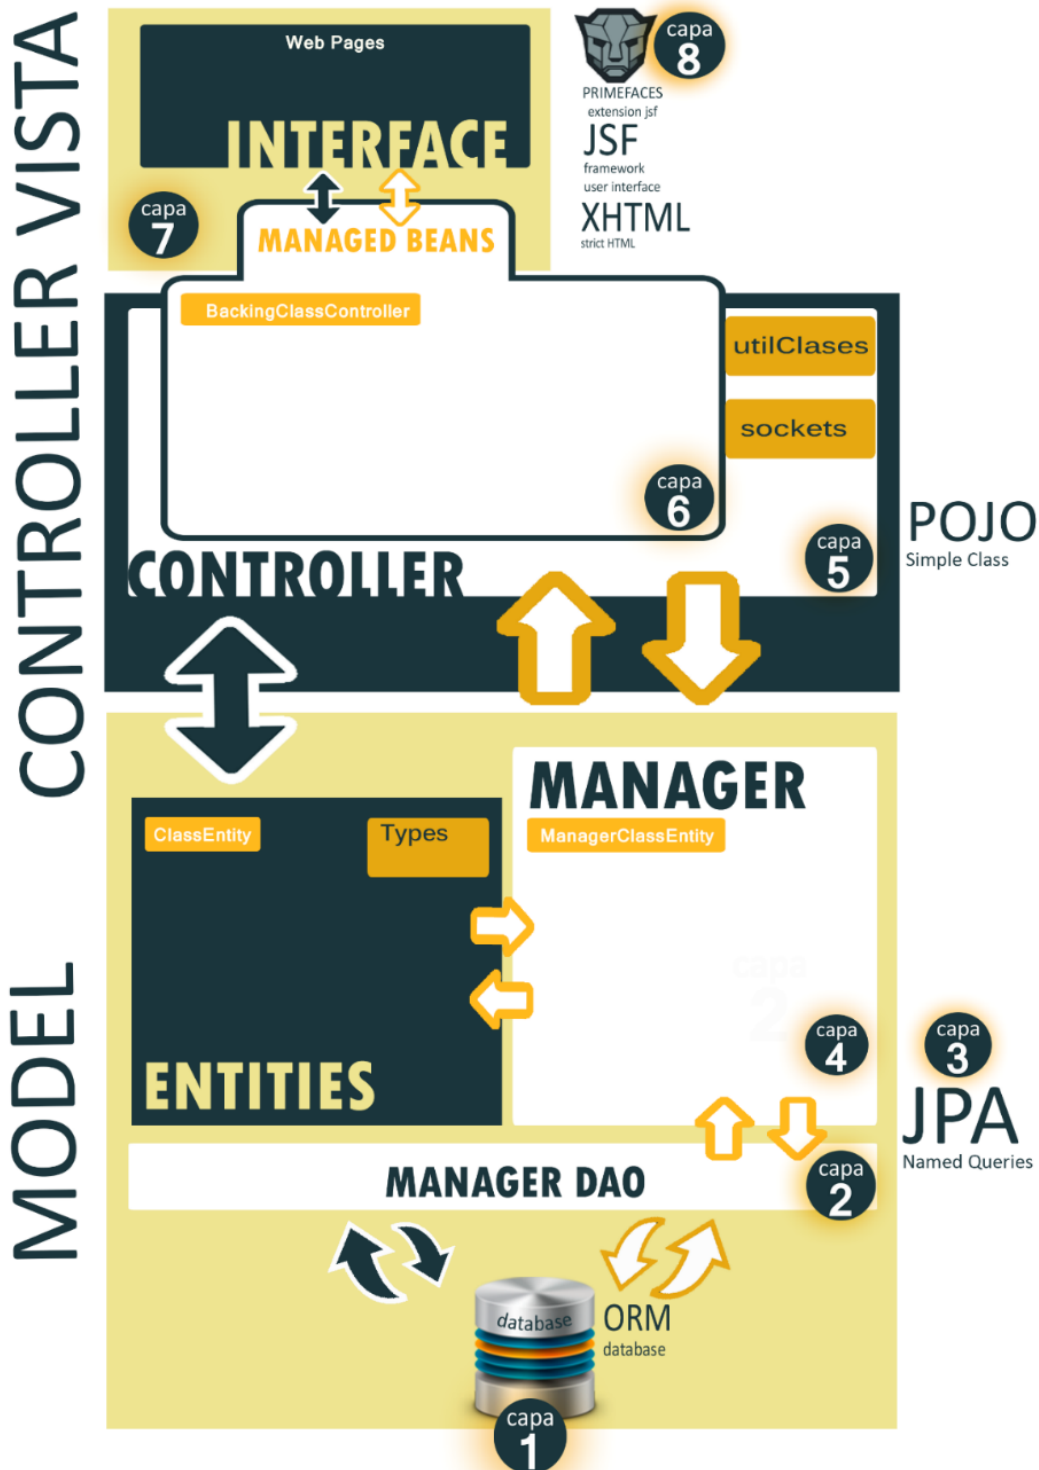 VISTA
Web Pages
INTERFACE
capa
8
PRIMEFACES
extension jsf
JSF
framework
user interface
XHTML
strict HTML
capa
7
MANAGED BEANS
CONTROLLER
BackingClassController
utilClases
sockets
capa
6
capa
5
POJO
Simple Class
CONTROLLER
MODEL
MANAGER
ClassEntity
Types
ManagerClassEntity
capa
2
capa
4
capa
3
JPA
Named Queries
ENTITIES
MANAGER DAO
capa
2
database
ORM
database
capa
1